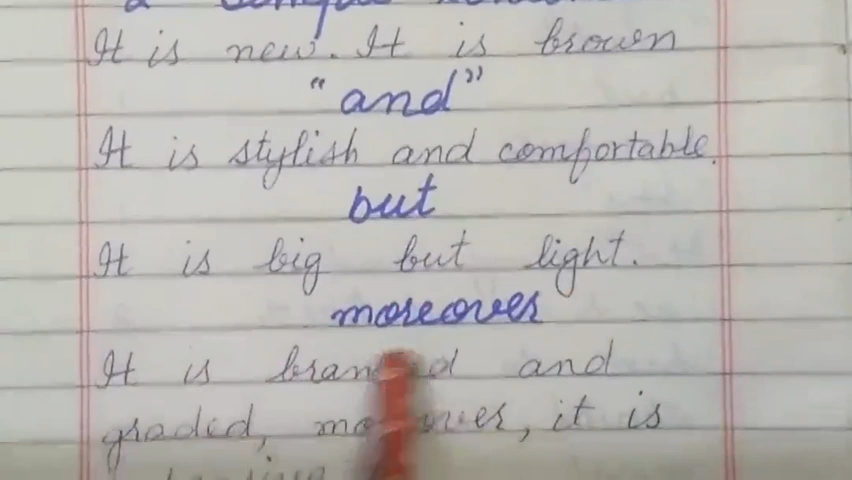 It is new. It is brown
"and"
It is stylish and comfortable.
but
It is big but light.
moreover
It is and
graded, it is